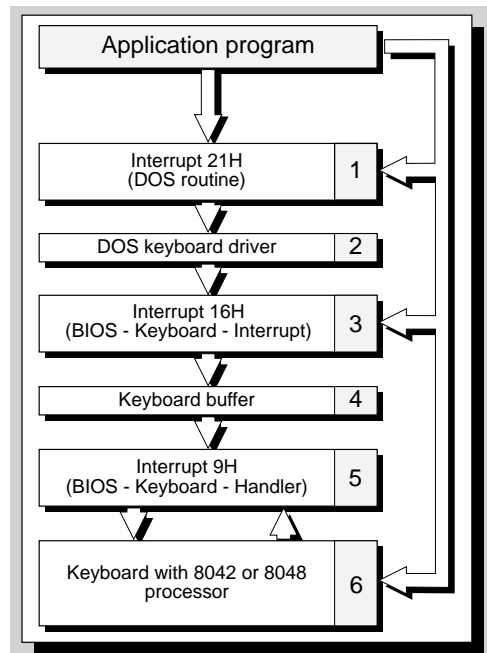 Application program
Interrupt 21H
(DOS routine)
1
DOS keyboard driver
2
Interrupt 16H
(BIOS - Keyboard - Interrupt)
3
Keyboard buffer
4
Interrupt 9H
(BIOS - Keyboard - Handler)
5
Keyboard with 8042 or 8048
processor
6